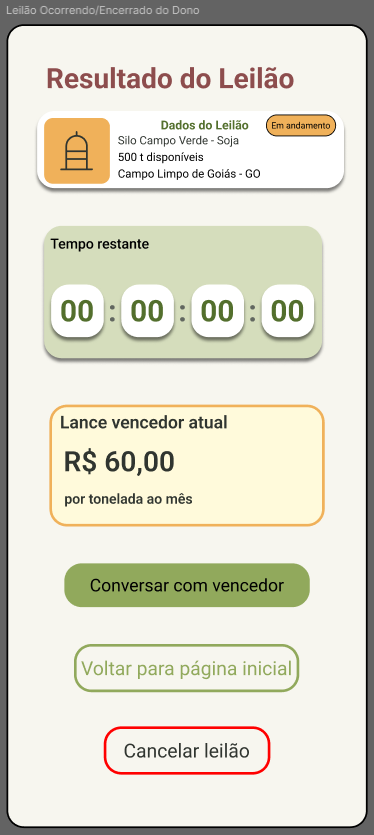 Leilão Ocorrendo/Encerrado do Dono
Resultado do Leilão
Dados do Leilão
Em andamento
Silo Campo Verde - Soja
500 t disponíveis
Campo Limpo de Goiás - GO
Tempo restante
00 : 00 : 00 : 00
Lance vencedor atual
R$ 60,00
por tonelada ao mês
Conversar com vencedor
Voltar para página inicial
Cancelar leilão